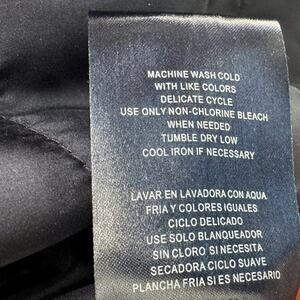 MACHINE WASH COLD
WITH LIKE COLORS
DELICATE CYCLE
USE ONLY NON-CHLORINE BLEACH
WHEN NEEDED
TUMBLE DRY LOW
COOL IRON IF NECESSARY
LAVAR EN LAVADORA CON AQUA
FRIA Y COLORES IGUALES
CICLO DELICADO
USE SOLO BLANQUEADOR
SIN CLORO SI NECESITA
SECADORA CICLO SUAVE
PLANCHA FRIA SI ES NECESARIO